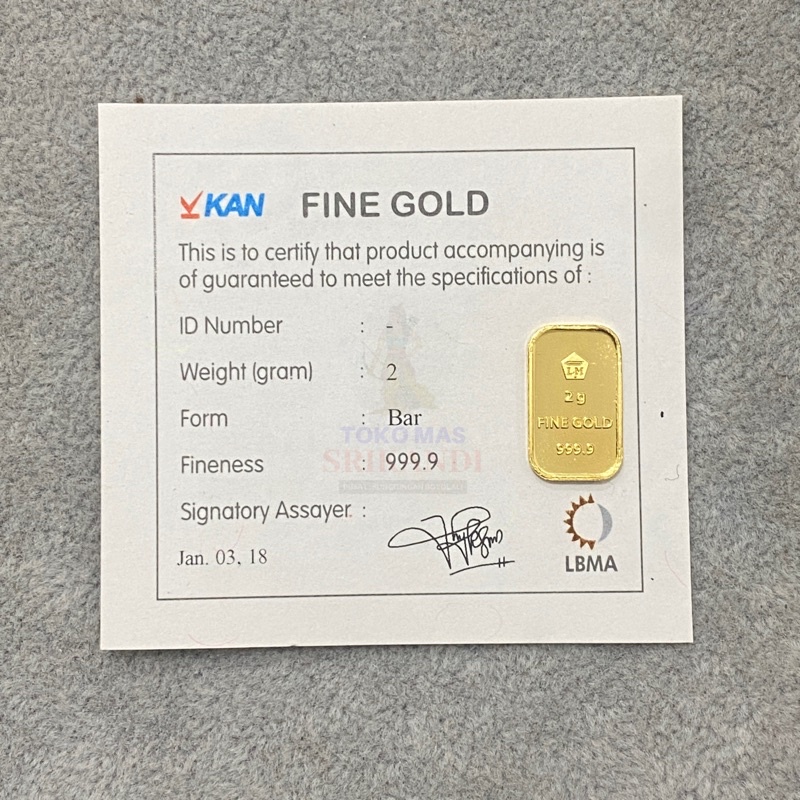 KAN FINE GOLD
This is to certify that product accompanying is
of guaranteed to meet the specifications of :
ID Number : -
Weight (gram) : 2
Form : Bar
Fineness : 999.9
Signatory Assayer :
Jan. 03, 18
LM
2 g
FINE GOLD
999.9
LBMA
TOKO MAS
SRIKANDI